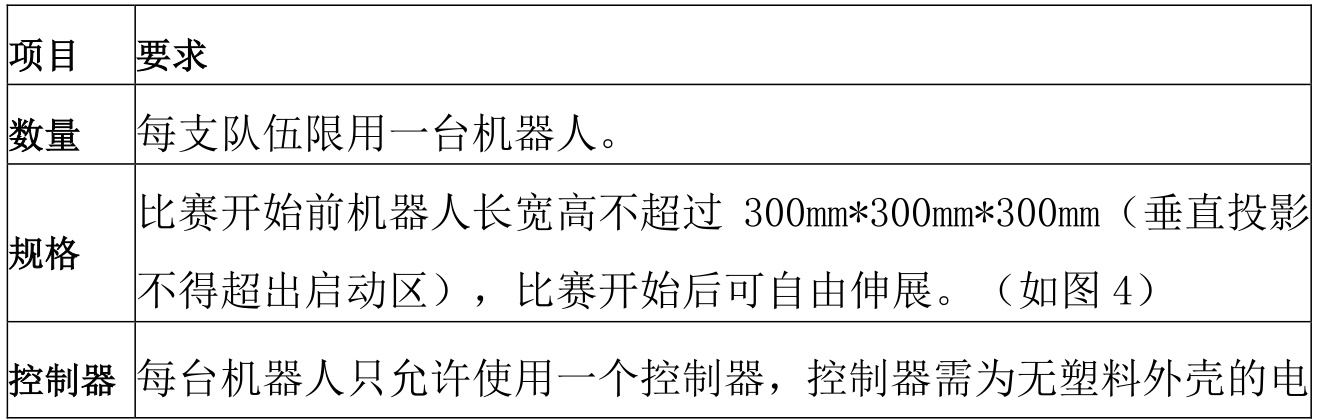 项目 要求
数量 每支队伍限用一台机器人。
比赛开始前机器人长宽高不超过 300mm*300mm*300mm（垂直投影
规格
不得超出启动区），比赛开始后可自由伸展。（如图 4）
控制器 每台机器人只允许使用一个控制器，控制器需为无塑料外壳的电